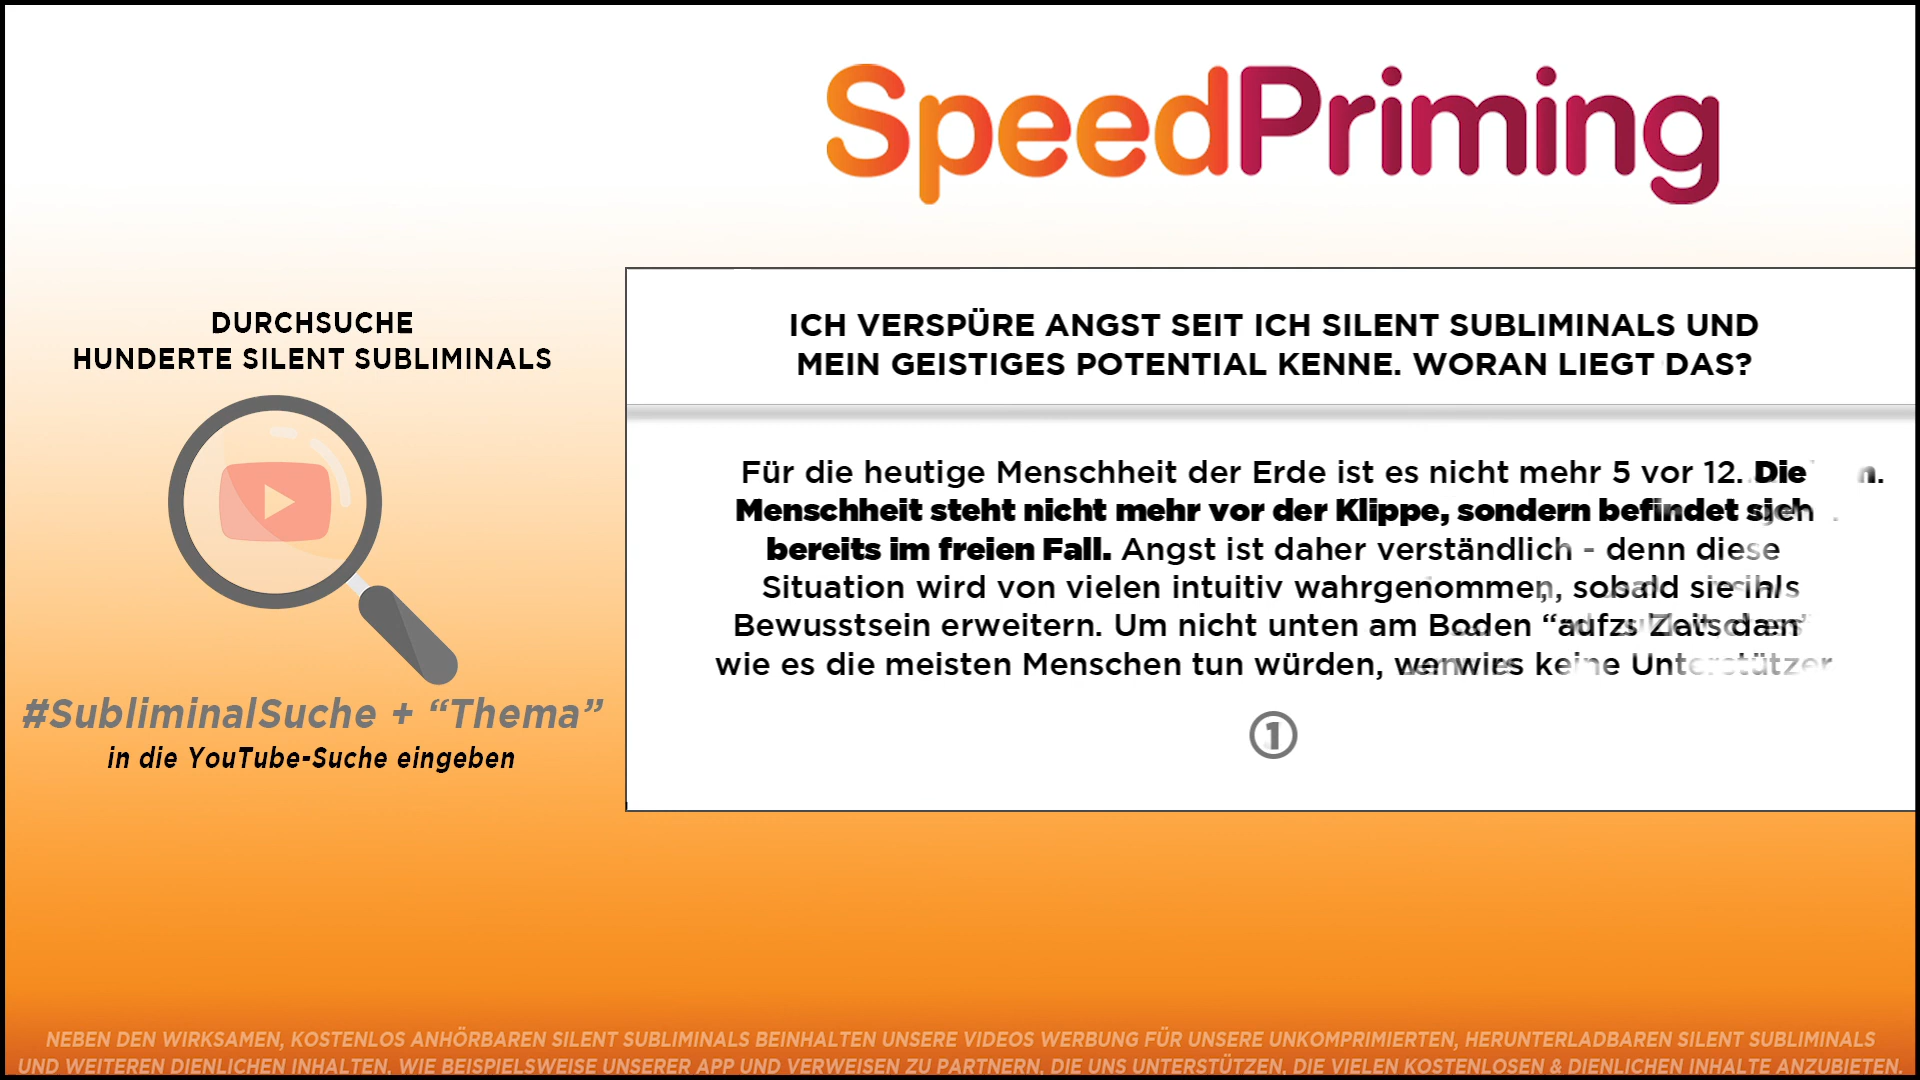 SpeedPriming
DURCHSUCHE
HUNDERTE SILENT SUBLIMINALS
#SubliminalSuche + “Thema”
in die YouTube-Suche eingeben
ICH VERSPÜRE ANGST SEIT ICH SILENT SUBLIMINALS UND
MEIN GEISTIGES POTENTIAL KENNE. WORAN LIEGT DAS?
Für die heutige Menschheit der Erde ist es nicht mehr 5 vor 12. Die
Menschheit steht nicht mehr vor der Klippe, sondern befindet
bereits im freien Fall. Angst ist daher verständlich - denn diese
Situation wird von vielen intuitiv wahrgenommen,
Bewusstsein erweitern. Um nicht unten am Boden
wie es die meisten Menschen tun würden,
1
NEBEN DEN WIRKSAMEN, KOSTENLOS ANHÖRBAREN SILENT SUBLIMINALS BEINHALTEN UNSERE VIDEOS WERBUNG FÜR UNSERE UNKOMPRIMIERTEN, HERUNTERLADBAREN SILENT SUBLIMINALS
UND WEITEREN DIENLICHEN INHALTEN, WIE BEISPIELSWEISE UNSERER APP UND VERWEISEN ZU PARTNERN, DIE UNS UNTERSTÜTZEN, DIE VIELEN KOSTENLOSEN & DIENLICHEN INHALTE ANZUBIETEN.